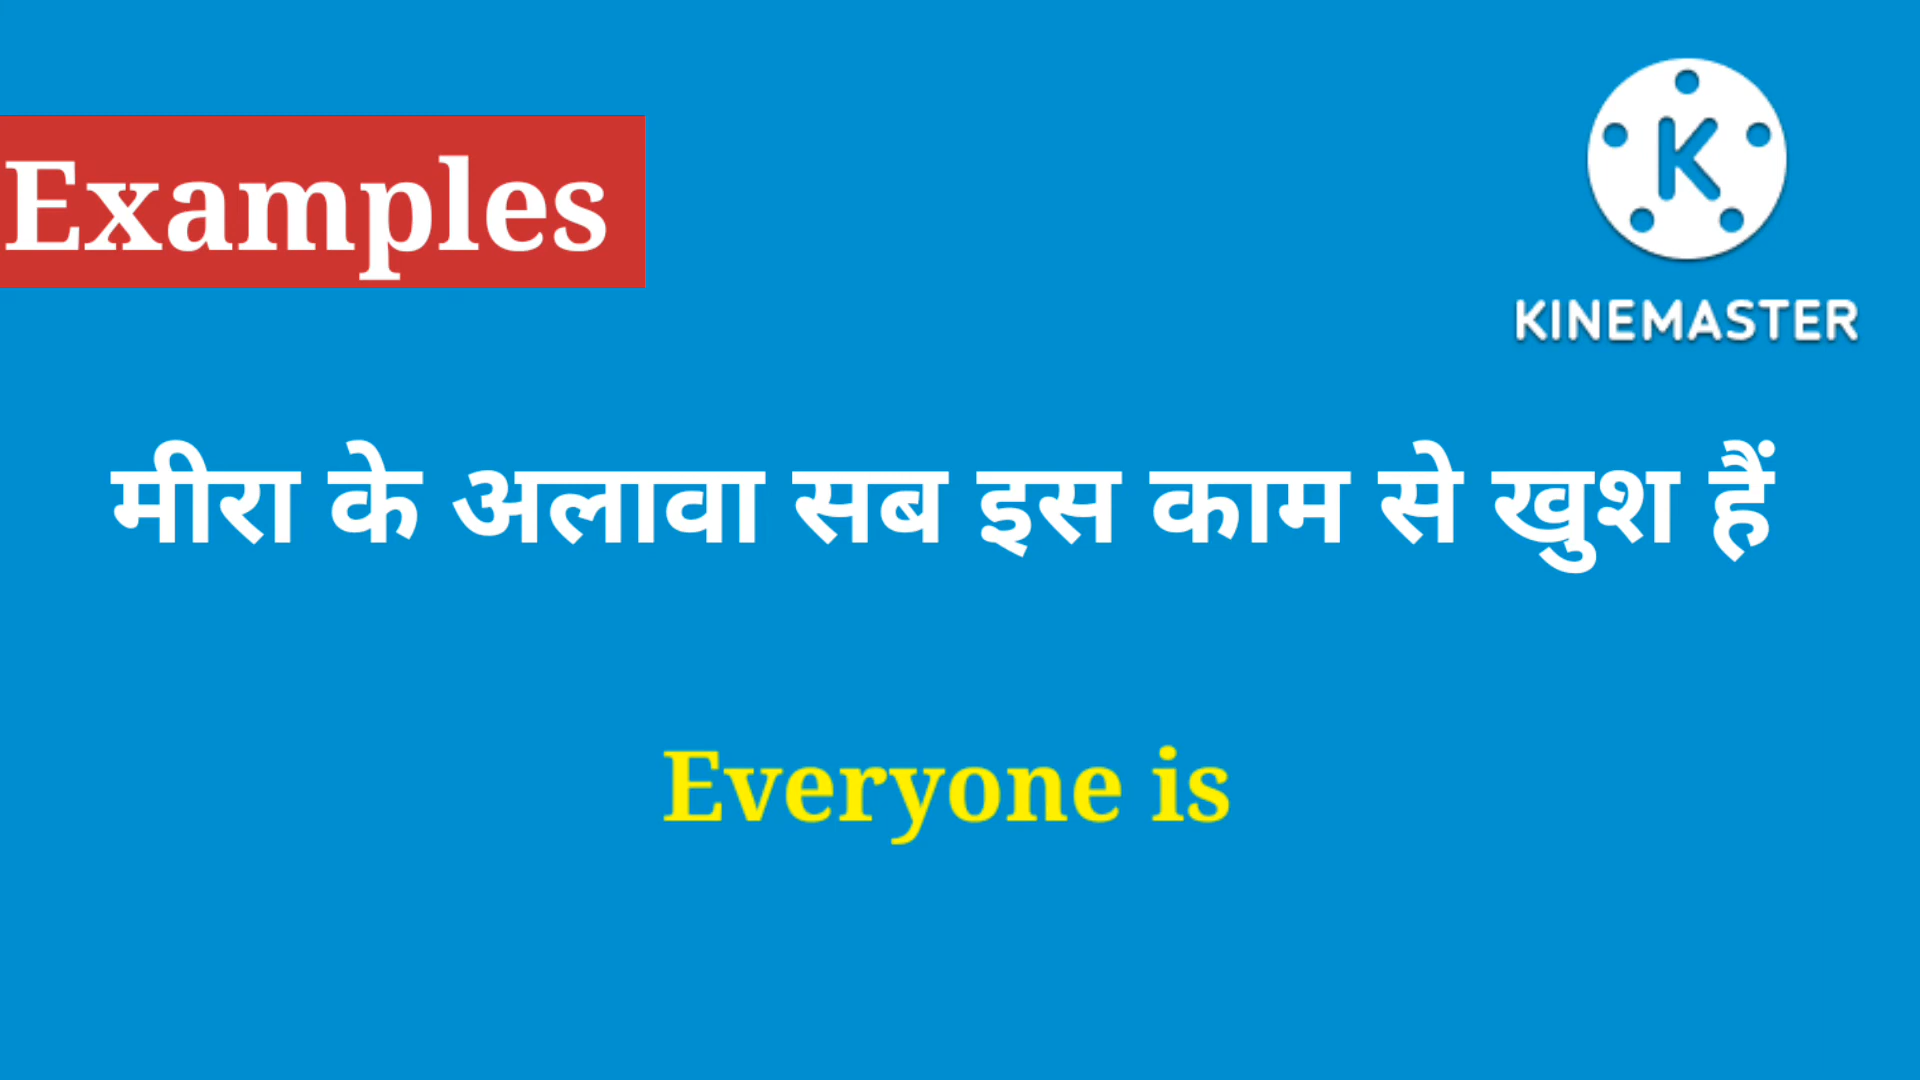 Examples
K
KINEMASTER
मीरा के अलावा सब इस काम से खुश हैं
Everyone is